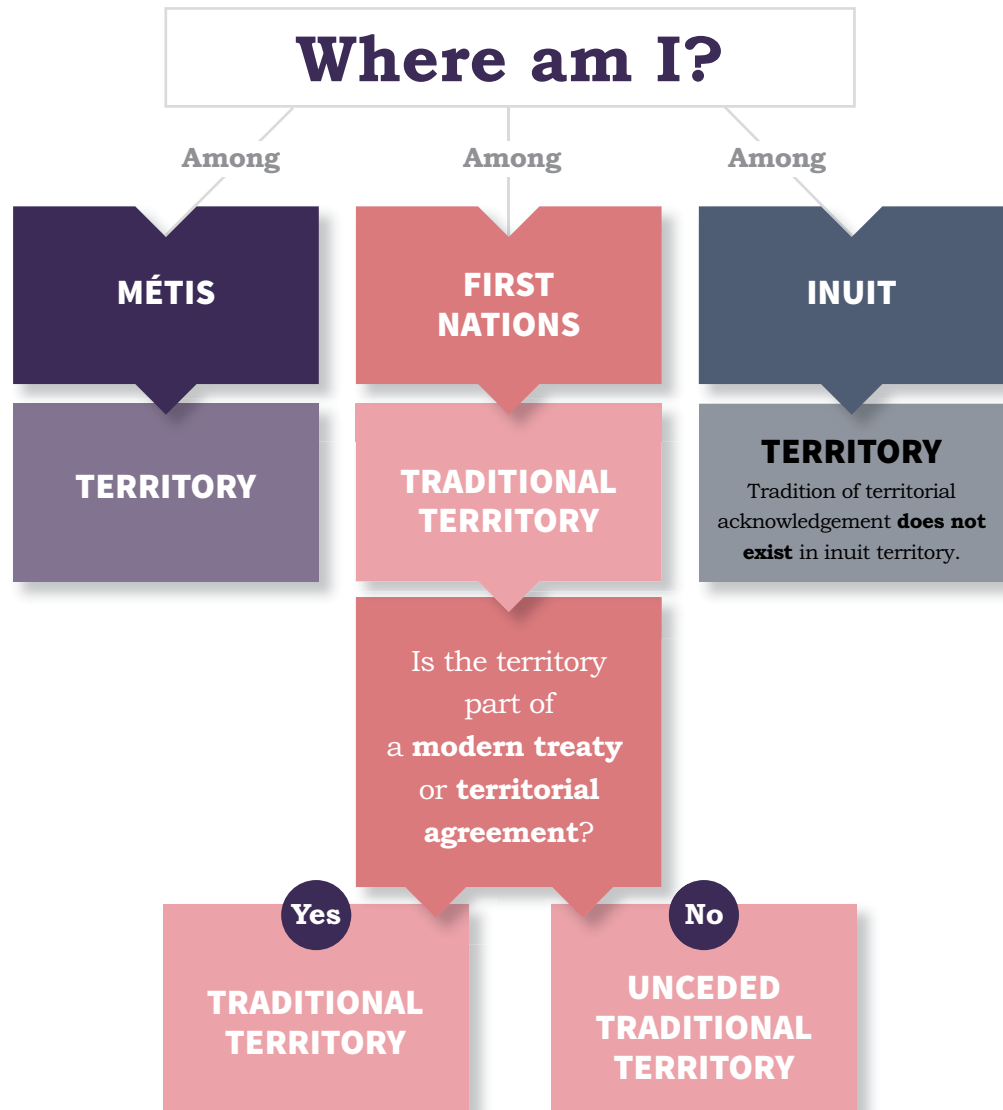 Where am I?
Among
Among
Among
MÉTIS
FIRST
NATIONS
INUIT
TERRITORY
TRADITIONAL
TERRITORY
TERRITORY
Tradition of territorial
acknowledgement does not
exist in inuit territory.
Is the territory
part of
a modern treaty
or territorial
agreement?
Yes
No
TRADITIONAL
TERRITORY
UNCEDED
TRADITIONAL
TERRITORY